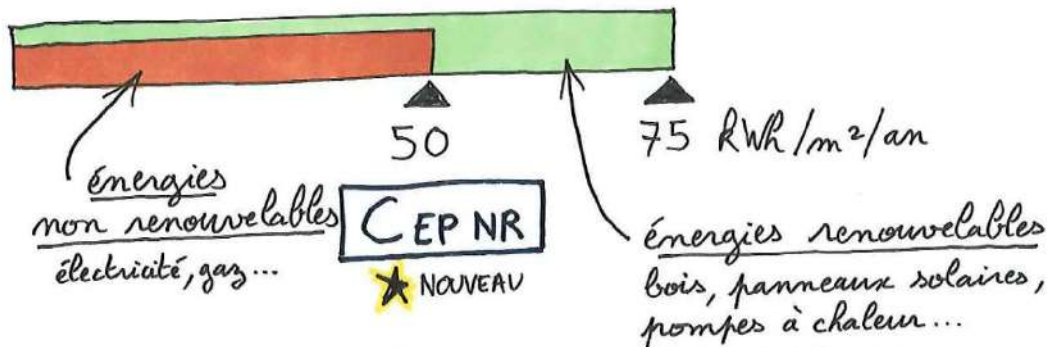 50
75 kWh/m²/an
énergies
non renouvelables
électricité, gaz...
CEP NR
NOUVEAU
énergies renouvelables
bois, panneaux solaires,
pompes à chaleur...